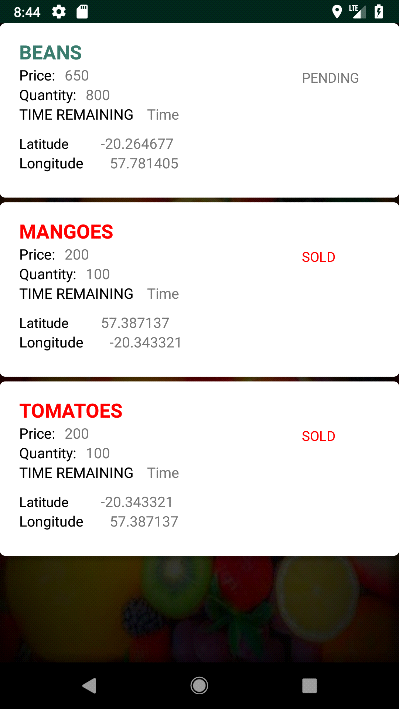 8:44 LTE
BEANS
Price: 650
PENDING
Quantity: 800
TIME REMAINING Time
Latitude -20.264677
Longitude 57.781405
MANGOES
Price: 200
SOLD
Quantity: 100
TIME REMAINING Time
Latitude 57.387137
Longitude -20.343321
TOMATOES
Price: 200
SOLD
Quantity: 100
TIME REMAINING Time
Latitude -20.343321
Longitude 57.387137